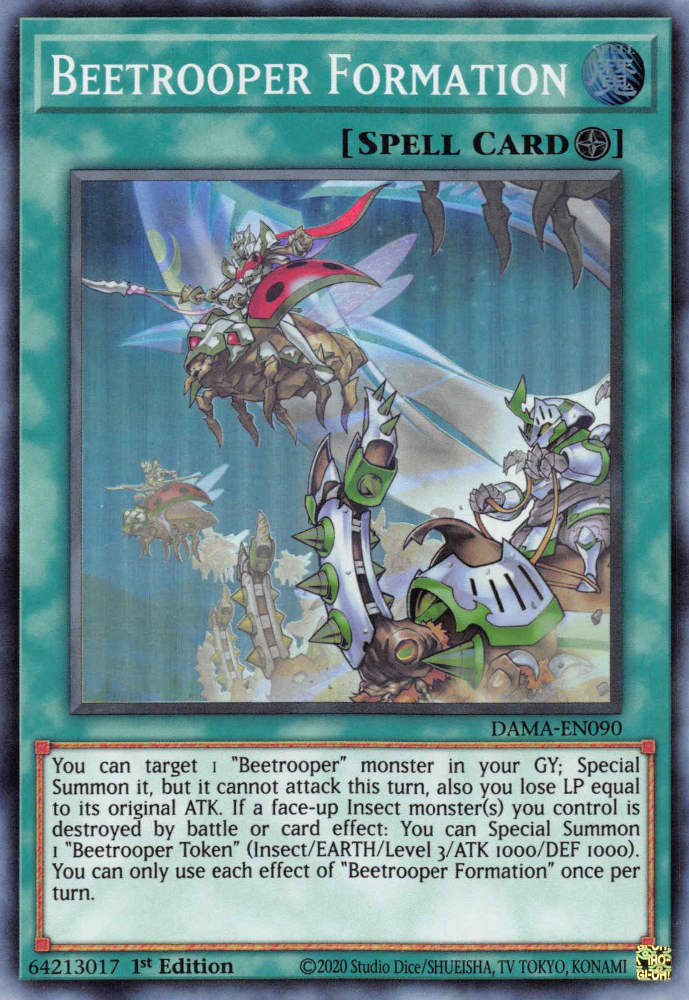 BEETROOPER FORMATION
[SPELL CARD]
DAMA-EN090
You can target 1 "Beetrooper" monster in your GY; Special
Summon it, but it cannot attack this turn, also you lose LP equal
to its original ATK. If a face-up Insect monster(s) you control is
destroyed by battle or card effect: You can Special Summon
1 "Beetrooper Token" (Insect/EARTH/Level 3/ATK 1000/DEF 1000).
You can only use each effect of "Beetrooper Formation" once per
turn.
64213017 1st Edition ©2020 Studio Dice/SHUEISHA, TV TOKYO, KONAMI